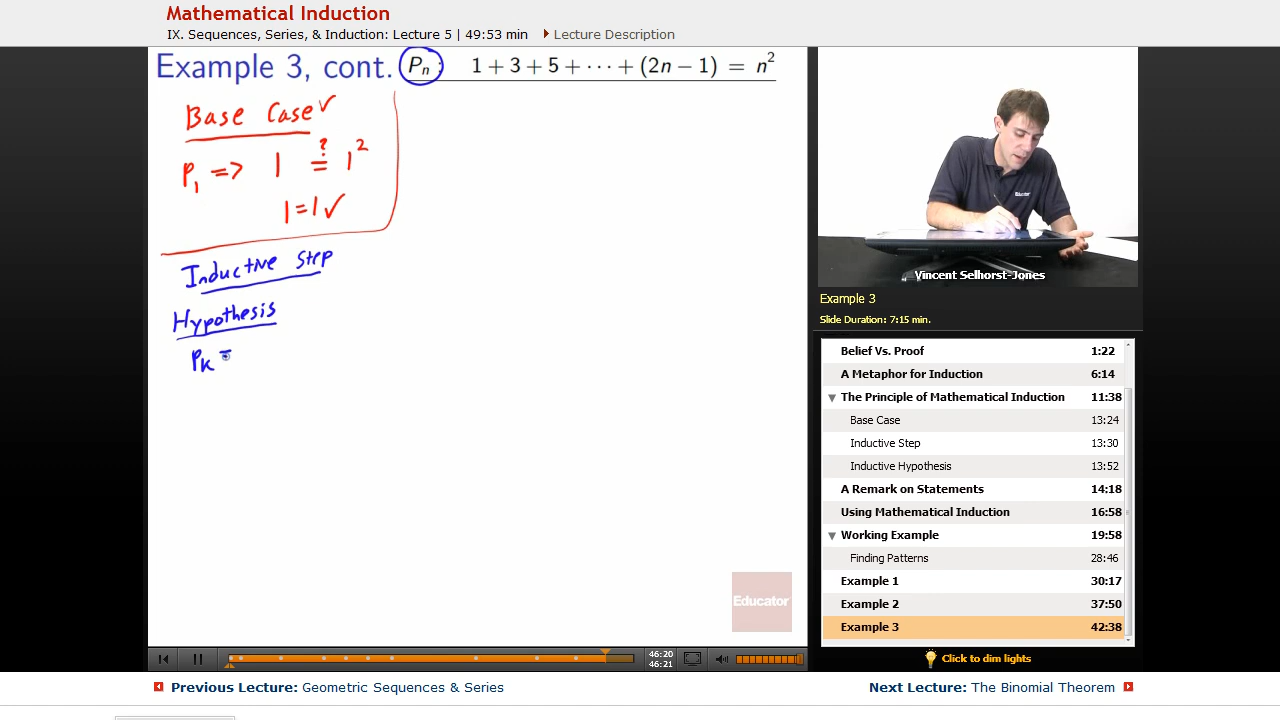 Mathematical Induction
IX. Sequences, Series, & Induction: Lecture 5 | 49:53 min
Lecture Description
Example 3, cont. Pₙ: 1 + 3 + 5 + ⋯ + (2n − 1) = n²
Base Case ✓
P₁ => 1 ?= 1²
1=1 ✓
Inductive Step
Hypothesis
Pₖ =
Educator
Educator
Vincent Selhorst-Jones
Example 3
Slide Duration: 7:15 min.
Belief Vs. Proof 1:22
A Metaphor for Induction 6:14
The Principle of Mathematical Induction 11:38
Base Case 13:24
Inductive Step 13:30
Inductive Hypothesis 13:52
A Remark on Statements 14:18
Using Mathematical Induction 16:58
Working Example 19:58
Finding Patterns 28:46
Example 1 30:17
Example 2 37:50
Example 3 42:38
46:20
46:21
Click to dim lights
Previous Lecture: Geometric Sequences & Series
Next Lecture: The Binomial Theorem